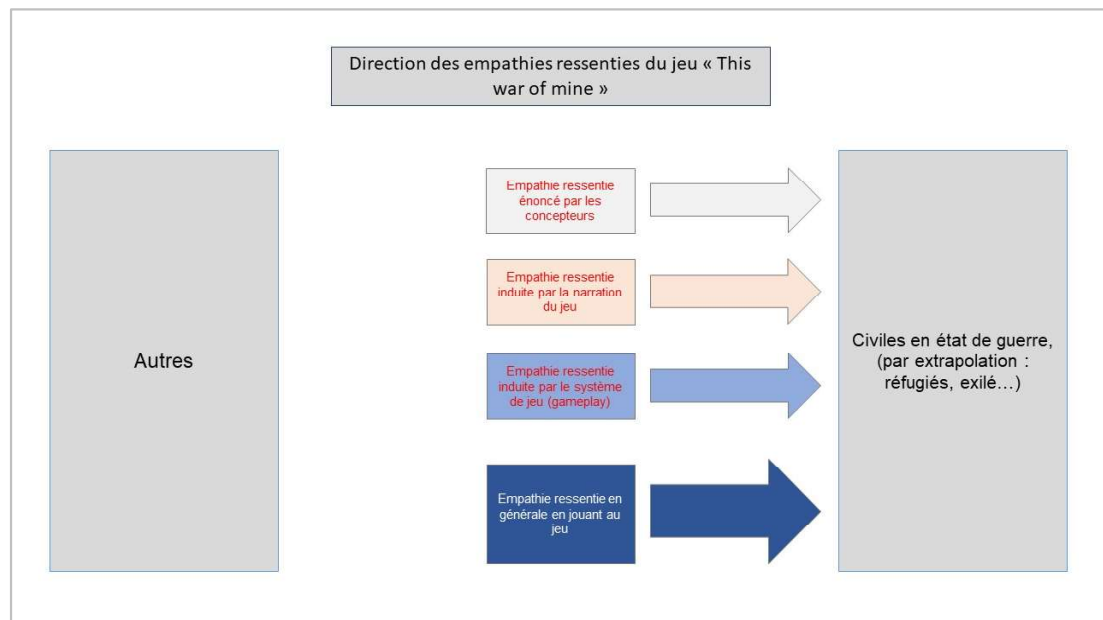 Direction des empathies ressenties du jeu « This
war of mine »
Autres
Empathie ressentie
énoncé par les
concepteurs
Empathie ressentie
induite par la narration
du jeu
Empathie ressentie
induite par le système
de jeu (gameplay)
Empathie ressentie en
générale en jouant au
jeu
Civiles en état de guerre,
(par extrapolation :
réfugiés, exilé…)